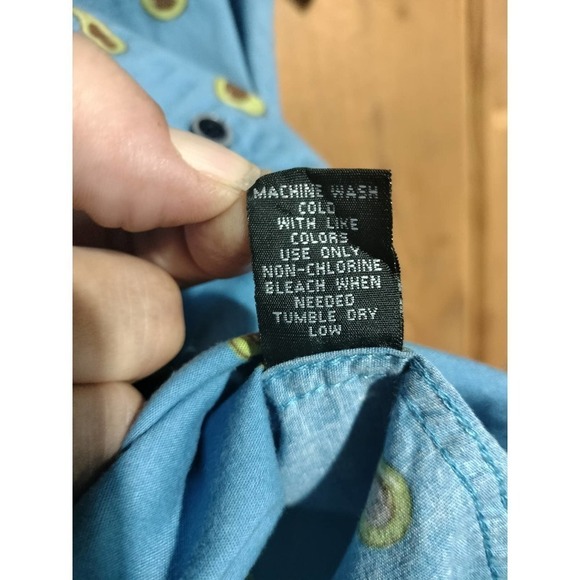 MACHINE WASH
COLD
WITH LIKE
COLORS
USE ONLY
NON-CHLORINE
BLEACH WHEN
NEEDED
TUMBLE DRY
LOW